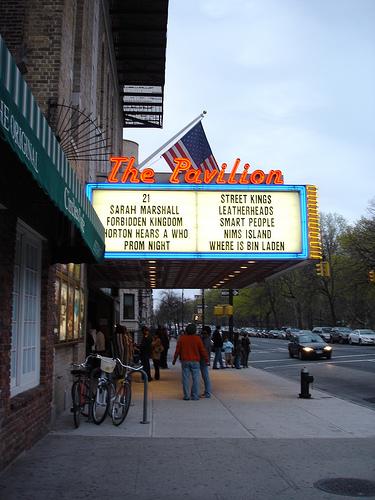 The Pavilion
21
SARAH MARSHALL
FORBIDDEN KINGDOM
HORTON HEARS A WHO
PROM NIGHT
STREET KINGS
LEATHERHEADS
SMART PEOPLE
NIMS ISLAND
WHERE IS BIN LADEN
ORIGINAL